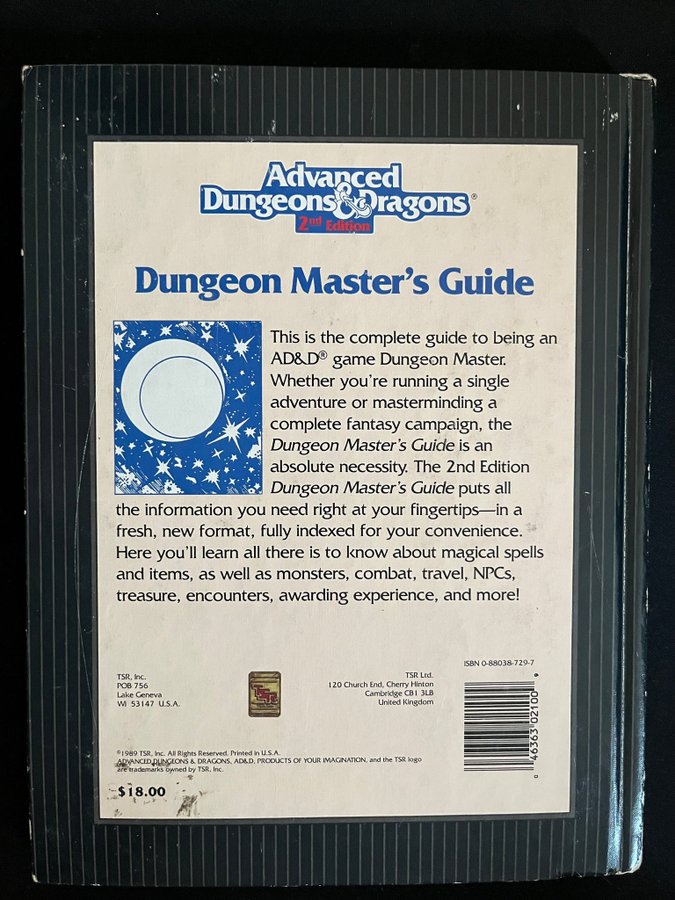 Advanced
Dungeons & Dragons®
2nd Edition
Dungeon Master's Guide
This is the complete guide to being an
AD&D® game Dungeon Master.
Whether you're running a single
adventure or masterminding a
complete fantasy campaign, the
Dungeon Master's Guide is an
absolute necessity. The 2nd Edition
Dungeon Master's Guide puts all
the information you need right at your fingertips—in a
fresh, new format, fully indexed for your convenience.
Here you'll learn all there is to know about magical spells
and items, as well as monsters, combat, travel, NPCs,
treasure, encounters, awarding experience, and more!
TSR, Inc.
POB 756
Lake Geneva
WI 53147 U.S.A.
TSR
TSR Ltd.
120 Church End, Cherry Hinton
Cambridge CB1 3LB
United Kingdom
ISBN 0-88038-729-7
0 46363 02100 9
©1989 TSR, Inc. All Rights Reserved. Printed in U.S.A.
ADVANCED DUNGEONS & DRAGONS, AD&D, PRODUCTS OF YOUR IMAGINATION, and the TSR logo
are trademarks owned by TSR, Inc.
$18.00